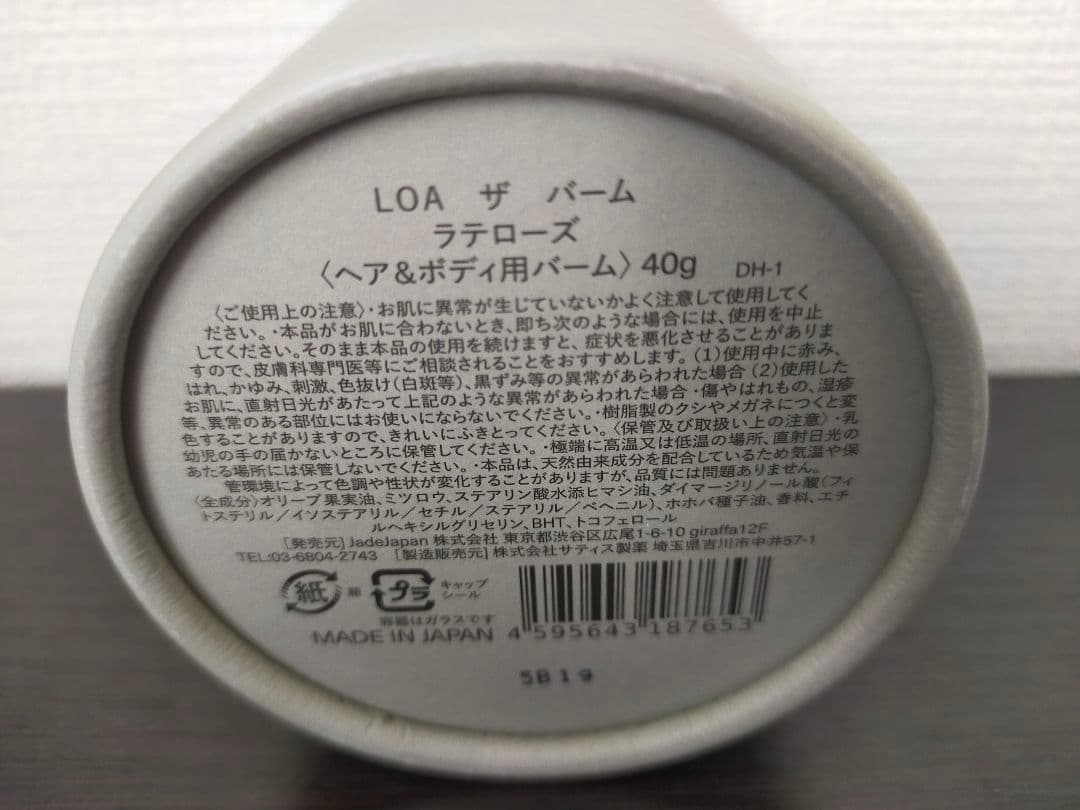 LOA ザ バーム
ラテローズ
〈ヘア＆ボディ用バーム〉40g DH-1
〈ご使用上の注意〉・お肌に異常が生じていないかよく注意して使用してく
ださい。・本品がお肌に合わないとき、即ち次のような場合には、使用を中止
してください。そのまま本品の使用を続けますと、症状を悪化させることがありま
すので、皮膚科専門医等にご相談されることをおすすめします。（1）使用中に赤み、
はれ、かゆみ、刺激、色抜け（白斑等）、黒ずみ等の異常があらわれた場合（2）使用した
お肌に、直射日光があたって上記のような異常があらわれた場合・傷やはれもの、湿疹
等、異常のある部位にはお使いにならないでください。・樹脂製のクシやメガネにつくと変
色することがありますので、きれいにふきとってください。〈保管及び取扱い上の注意〉・乳
幼児の手の届かないところに保管してください。・極端に高温又は低温の場所、直射日光の
あたる場所には保管しないでください。・本品は、天然由来成分を配合しているため気温や保
管環境によって色調や性状が変化することがありますが、品質には問題ありません。
〈全成分〉オリーブ果実油、ミツロウ、ステアリン酸水添ヒマシ油、ダイマージリノール酸（フィ
トステリル／イソステアリル／セチル／ステアリル／ベヘニル）、ホホバ種子油、香料、エチ
ルヘキシルグリセリン、BHT、トコフェロール
［発売元］JadeJapan 株式会社 東京都渋谷区広尾1-6-10 giraffa12F
TEL:03-6804-2743 ［製造販売元］株式会社サティス製薬 埼玉県吉川市中井57-1
紙 箱 プラ キャップ
シール
容器はガラスです
MADE IN JAPAN 4 595643 187653
5B19